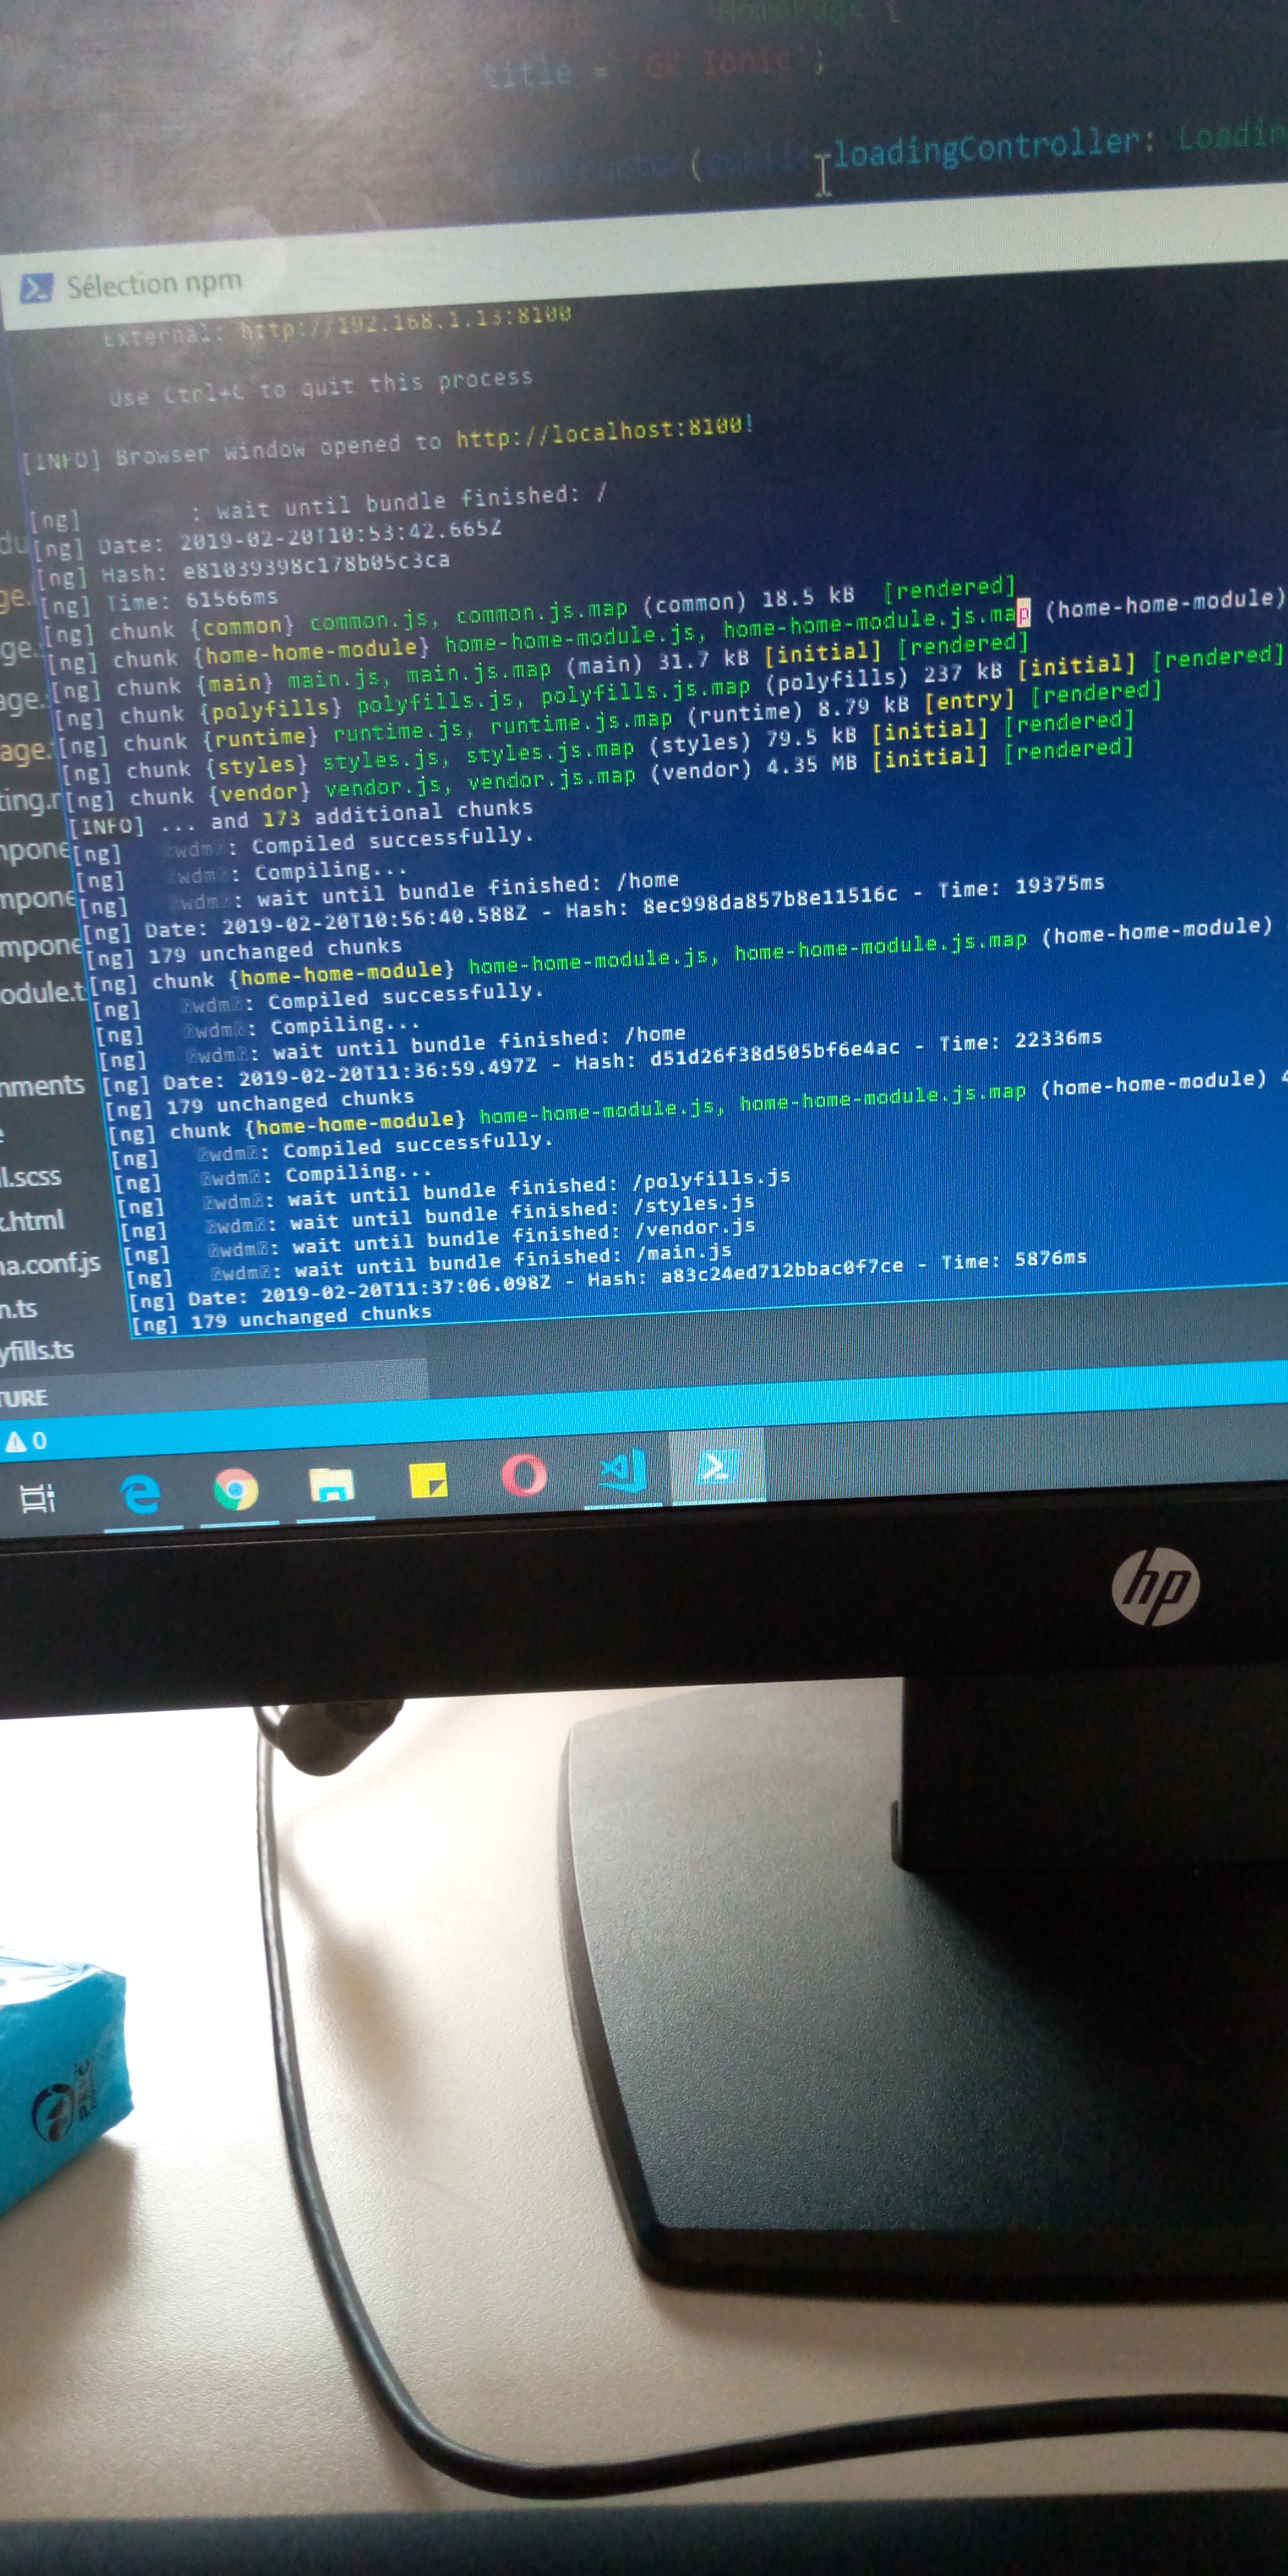 HomePage {
title = 'GK Ionic';
(public loadingController: Loadin
Sélection npm
External: http://192.168.1.13:8100
Use Ctrl+C to quit this process
[INFO] Browser window opened to http://localhost:8100!
[ng] : wait until bundle finished: /
[ng] Date: 2019-02-20T10:53:42.665Z
[ng] Hash: e81039398c178b05c3ca
[ng] Time: 61566ms
[ng] chunk {common} common.js, common.js.map (common) 18.5 kB [rendered]
[ng] chunk {home-home-module} home-home-module.js, home-home-module.js.map (home-home-module)
[ng] chunk {main} main.js, main.js.map (main) 31.7 kB [initial] [rendered]
[ng] chunk {polyfills} polyfills.js, polyfills.js.map (polyfills) 237 kB [initial] [rendered]
[ng] chunk {runtime} runtime.js, runtime.js.map (runtime) 8.79 kB [entry] [rendered]
[ng] chunk {styles} styles.js, styles.js.map (styles) 79.5 kB [initial] [rendered]
[ng] chunk {vendor} vendor.js, vendor.js.map (vendor) 4.35 MB [initial] [rendered]
[INFO] ... and 173 additional chunks
[ng] wdm: Compiled successfully.
[ng] wdm: Compiling...
[ng] wdm: wait until bundle finished: /home
[ng] Date: 2019-02-20T10:56:40.588Z - Hash: 8ec998da857b8e11516c - Time: 19375ms
[ng] 179 unchanged chunks
[ng] chunk {home-home-module} home-home-module.js, home-home-module.js.map (home-home-module)
[ng] wdm: Compiled successfully.
[ng] wdm: Compiling...
[ng] wdm: wait until bundle finished: /home
[ng] Date: 2019-02-20T11:36:59.497Z - Hash: d51d26f38d505bf6e4ac - Time: 22336ms
[ng] 179 unchanged chunks
[ng] chunk {home-home-module} home-home-module.js, home-home-module.js.map (home-home-module) 4
[ng] wdm: Compiled successfully.
[ng] wdm: Compiling...
[ng] wdm: wait until bundle finished: /polyfills.js
[ng] wdm: wait until bundle finished: /styles.js
[ng] wdm: wait until bundle finished: /vendor.js
[ng] wdm: wait until bundle finished: /main.js
[ng] Date: 2019-02-20T11:37:06.098Z - Hash: a83c24ed712bbac0f7ce - Time: 5876ms
[ng] 179 unchanged chunks
du
ge.
ge.
age.
age.
ting.r
mpone
mpone
mpone
odule.t
nments
e
l.scss
x.html
na.conf.js
n.ts
yfills.ts
TURE
0
hp